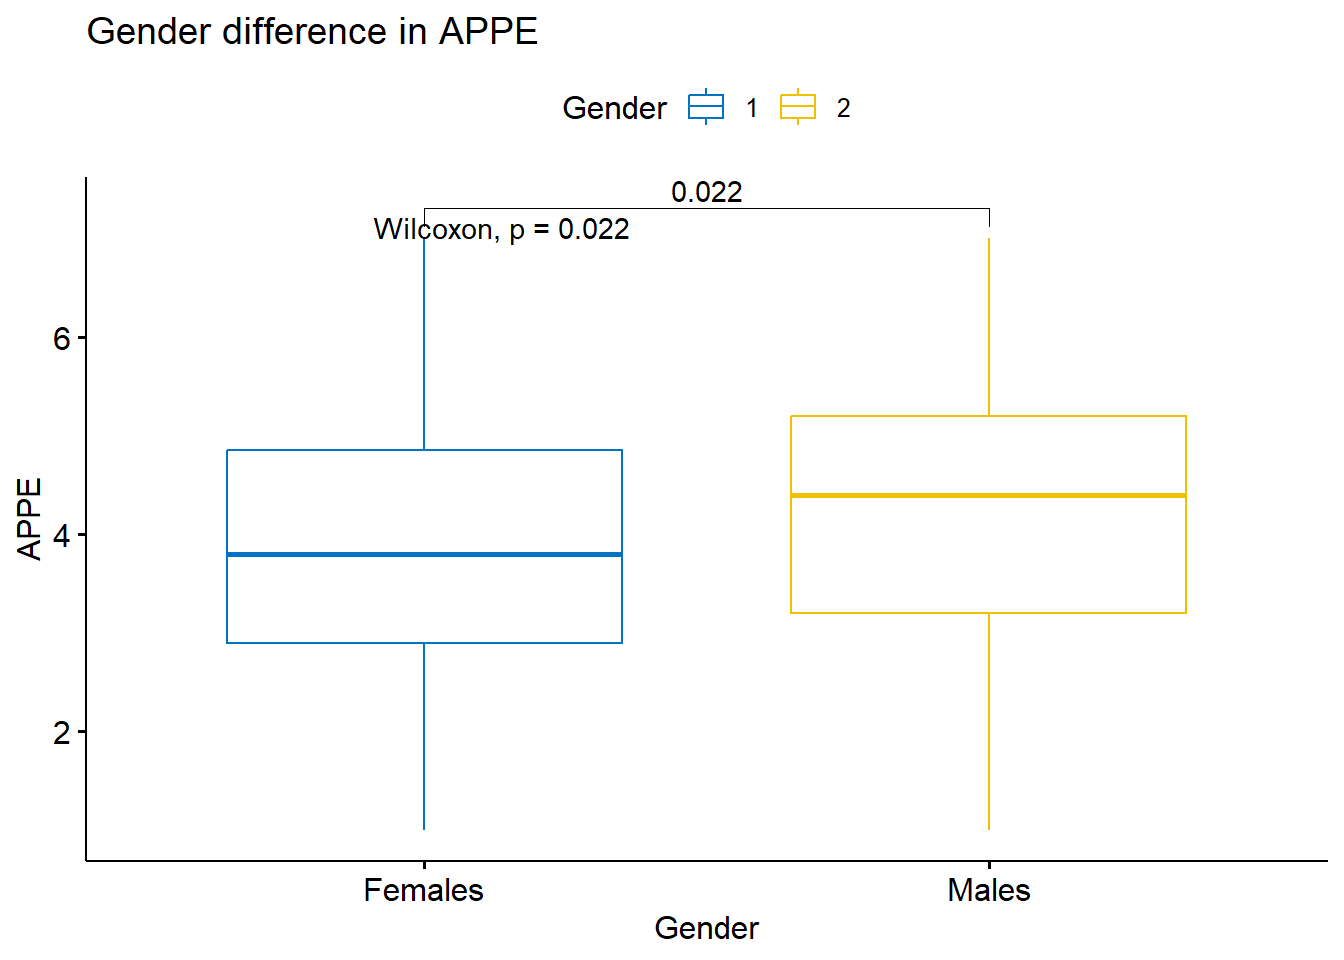 Gender difference in APPE
Gender 1 2
0.022
Wilcoxon, p = 0.022
6
4
2
APPE
Females Males
Gender